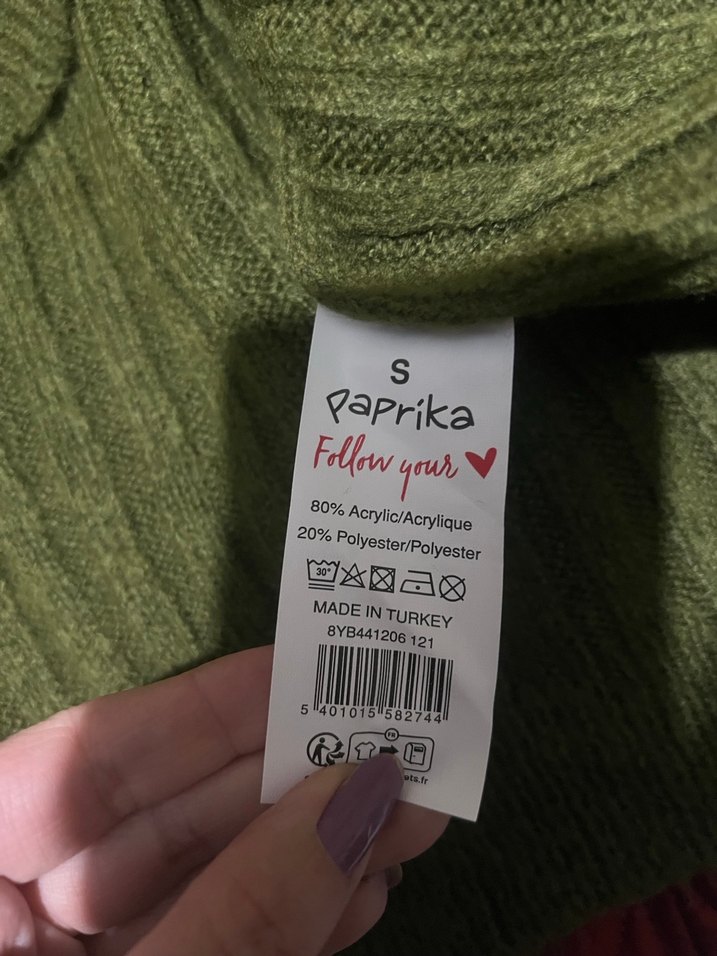 S
paprika
Follow your
80% Acrylic/Acrylique
20% Polyester/Polyester
30°
MADE IN TURKEY
8YB441206 121
5 401015 582744
FR